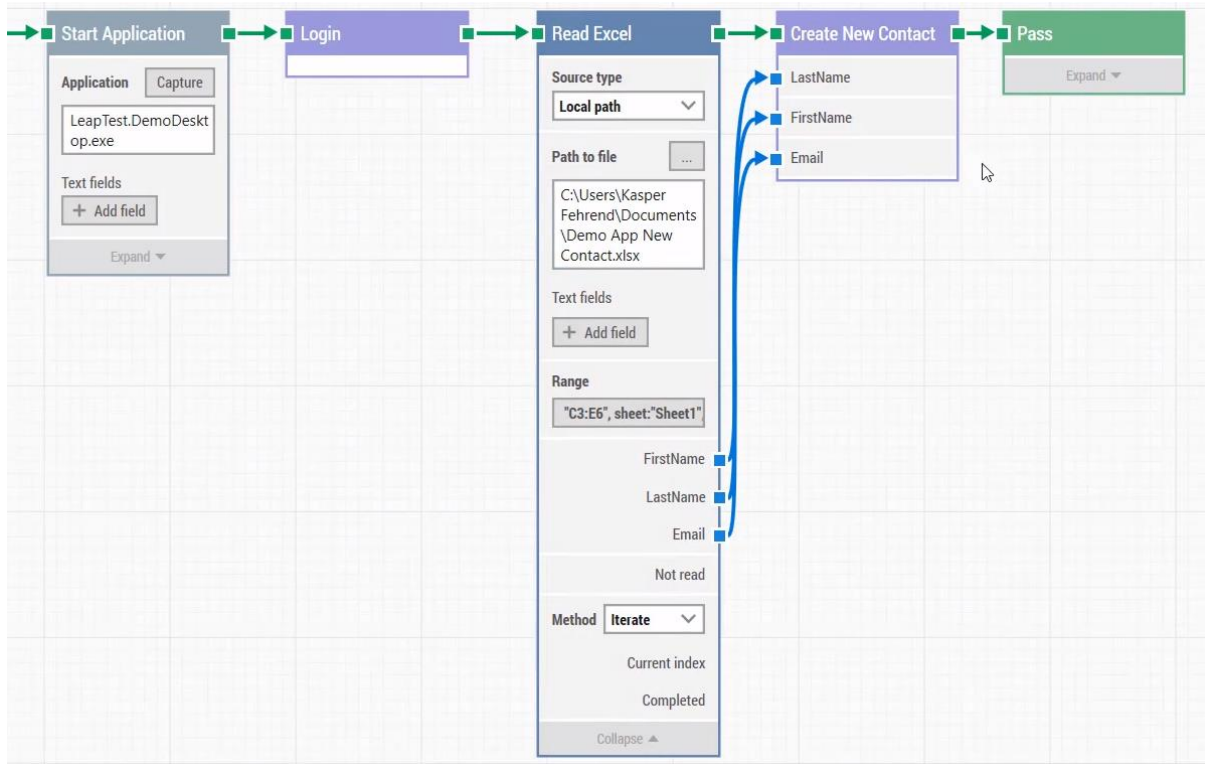 Start Application
Application
Capture
LeapTest.DemoDeskt
op.exe
Text fields
+ Add field
Expand
Login
Read Excel
Source type
Local path
Path to file
...
C:\Users\Kasper
Fehrend\Documents
\Demo App New
Contact.xlsx
Text fields
+ Add field
Range
"C3:E6", sheet:"Sheet1",
FirstName
LastName
Email
Not read
Method
Iterate
Current index
Completed
Collapse
Create New Contact
LastName
FirstName
Email
Pass
Expand